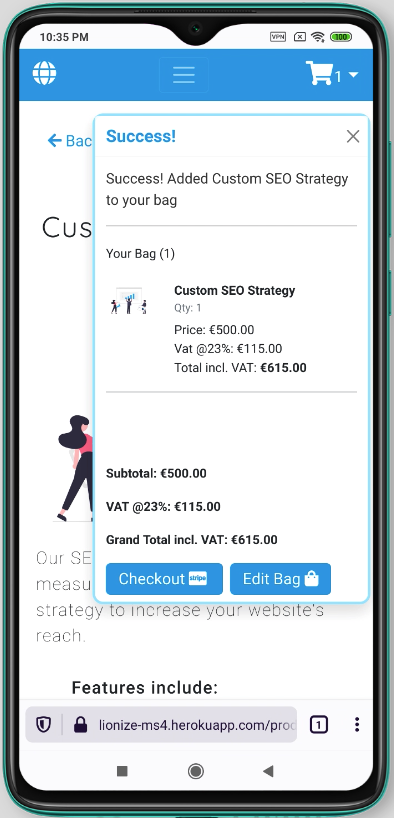 10:35 PM
VPN
100
1
Bac
Success!
Success! Added Custom SEO Strategy
to your bag
Cus
Your Bag (1)
Custom SEO Strategy
Qty: 1
Price: €500.00
Vat @23%: €115.00
Total incl. VAT: €615.00
Subtotal: €500.00
VAT @23%: €115.00
Grand Total incl. VAT: €615.00
Checkout stripe
Edit Bag
Our SE
measu
strategy to increase your website's
reach.
Features include:
lionize-ms4.herokuapp.com/pro
1